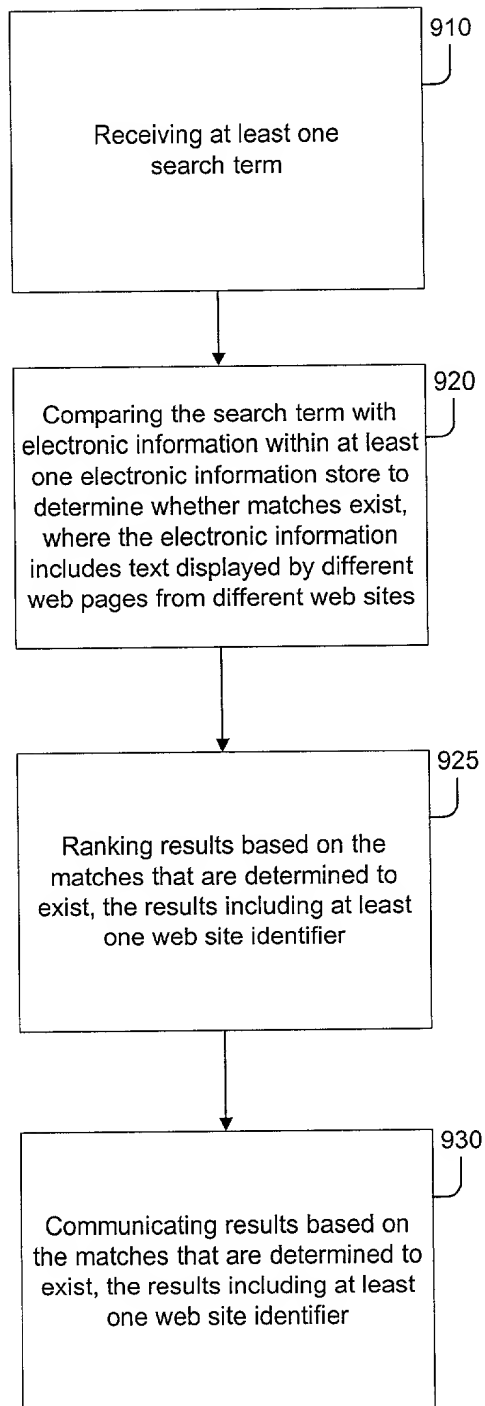 910
Receiving at least one
search term
920
Comparing the search term with
electronic information within at least
one electronic information store to
determine whether matches exist,
where the electronic information
includes text displayed by different
web pages from different web sites
925
Ranking results based on the
matches that are determined to
exist, the results including at least
one web site identifier
930
Communicating results based on
the matches that are determined to
exist, the results including at least
one web site identifier